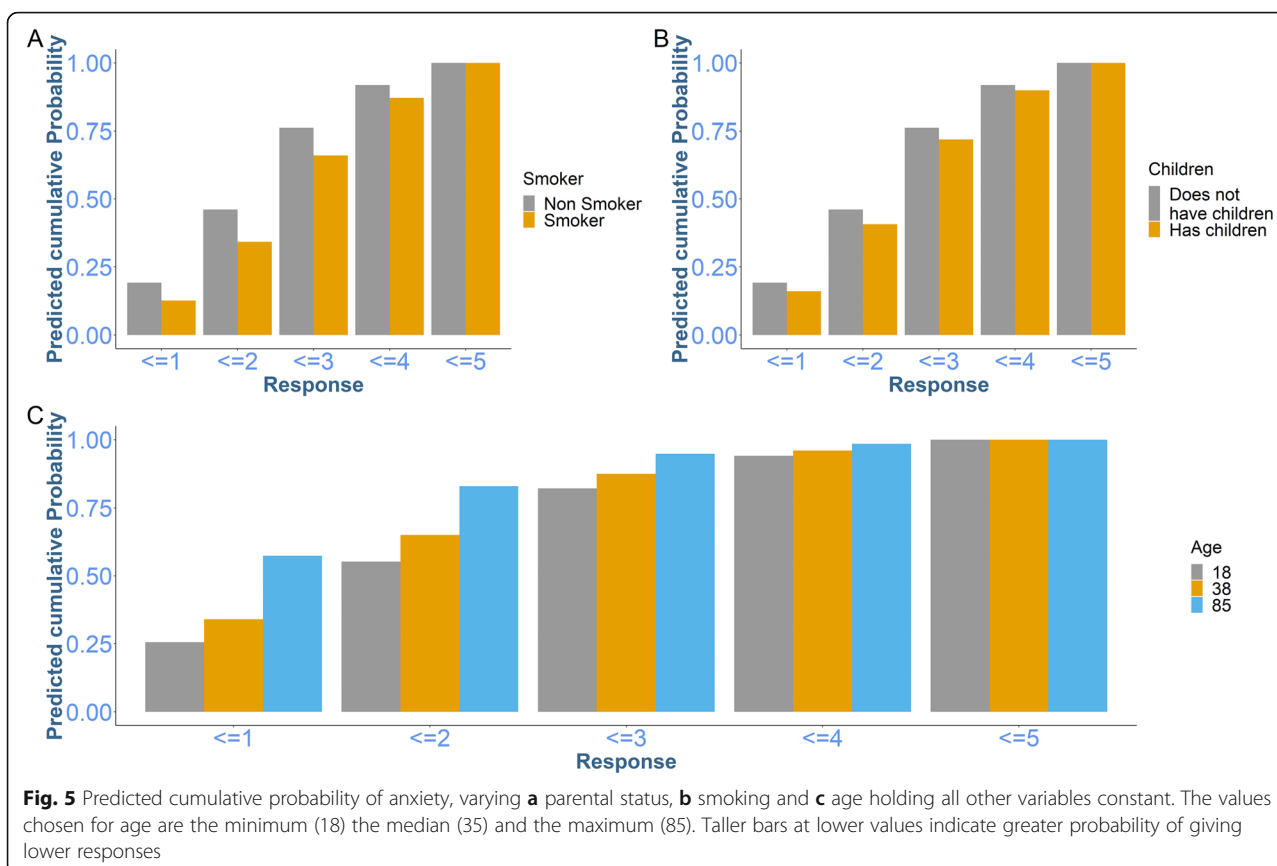 A
Predicted cumulative Probability
1.00
0.75
0.50
0.25
0.00
<=1 <=2 <=3 <=4 <=5
Response
Smoker
Non Smoker
Smoker
B
Predicted cumulative Probability
1.00
0.75
0.50
0.25
0.00
<=1 <=2 <=3 <=4 <=5
Response
Children
Does not
have children
Has children
C
Predicted cumulative Probability
1.00
0.75
0.50
0.25
0.00
<=1 <=2 <=3 <=4 <=5
Response
Age
18
38
85
Fig. 5 Predicted cumulative probability of anxiety, varying a parental status, b smoking and c age holding all other variables constant. The values
chosen for age are the minimum (18) the median (35) and the maximum (85). Taller bars at lower values indicate greater probability of giving
lower responses